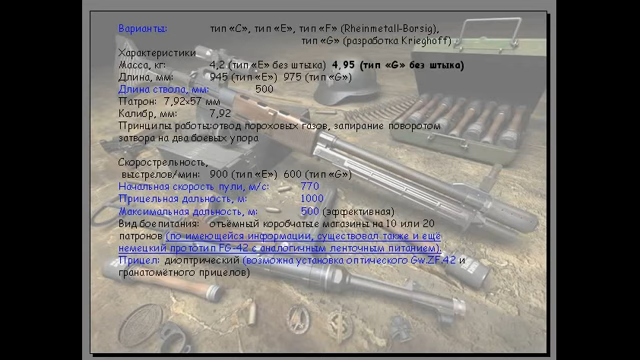 Варианты: тип «C», тип «E», тип «F» (Rheinmetall-Borsig),
тип «G» (разработка Krieghoff)
Характеристики
Масса, кг: 4,2 (тип «E» без штыка) 4,95 (тип «G» без штыка)
Длина, мм: 945 (тип «E») 975 (тип «G»)
Длина ствола, мм: 500
Патрон: 7,92×57 мм
Калибр, мм: 7,92
Принципы работы:отвод пороховых газов, запирание поворотом
затвора на два боевых упора
Скорострельность,
выстрелов/мин: 900 (тип «E») 600 (тип «G»)
Начальная скорость пули, м/с: 770
Прицельная дальность, м: 1000
Максимальная дальность, м: 500 (эффективная)
Вид боепитания: отъёмный коробчатые магазины на 10 или 20
патронов (по имеющейся информации, существовал также и ещё
немецкий прототип FG-42 с аналогичным ленточным питанием).
Прицел: диоптрический (возможна установка оптического Gw.ZF.42 и
гранатомётного прицелов)